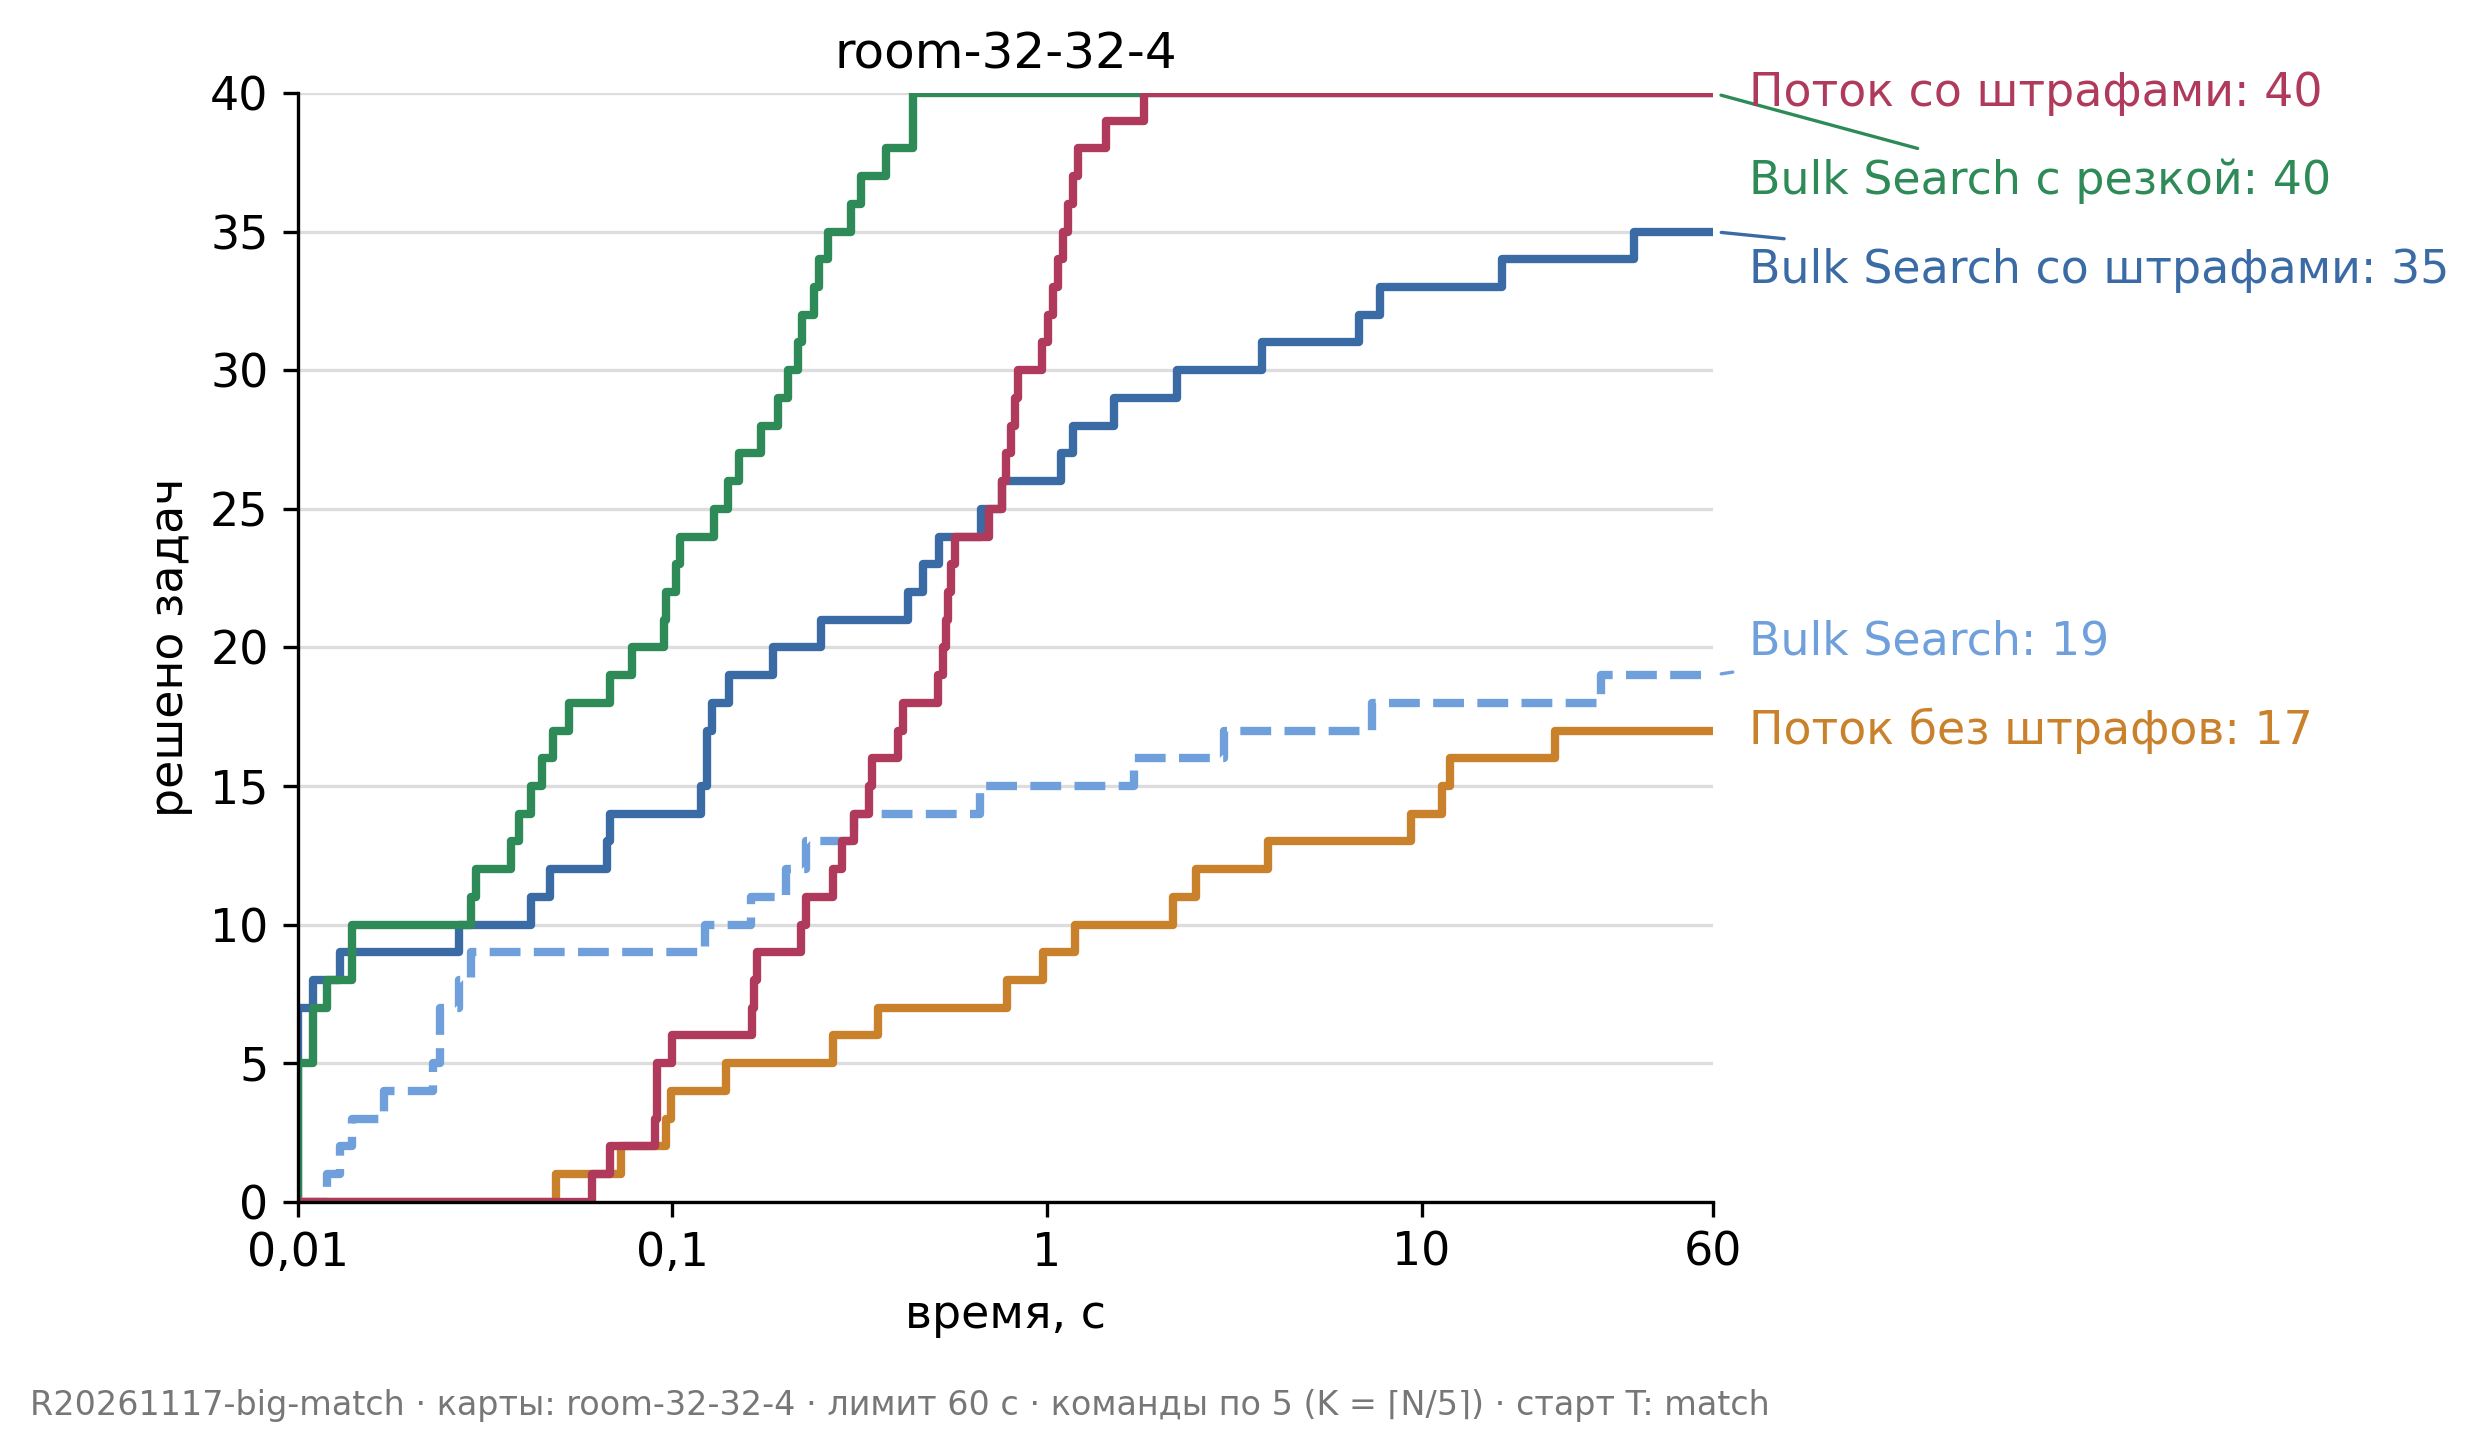 room-32-32-4
Поток со штрафами: 40
Bulk Search с резкой: 40
Bulk Search со штрафами: 35
Bulk Search: 19
Поток без штрафов: 17
решено задач
40
35
30
25
20
15
10
5
0
0,01
0,1
1
10
60
время, с
R20261117-big-match · карты: room-32-32-4 · лимит 60 с · команды по 5 (K = ⌈N/5⌉) · старт T: match